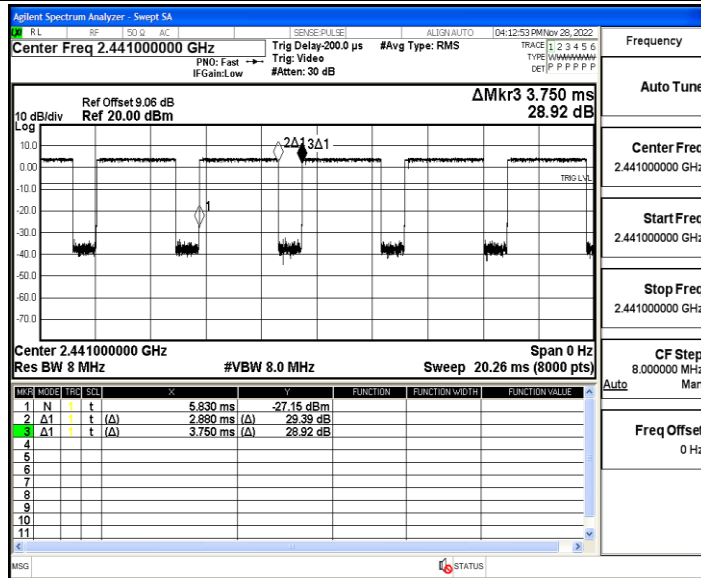 Agilent Spectrum Analyzer - Swept SA
RL RF 50 Ω AC SENSE:PULSE ALIGN AUTO 04:12:53 PM Nov 28, 2022
Center Freq 2.441000000 GHz
PNO: Fast
IFGain:Low
Trig Delay-200.0 µs
Trig: Video
#Atten: 30 dB
#Avg Type: RMS
TRACE 1 2 3 4 5 6
TYPE WWWWWW
DET P P P P P P
Ref Offset 9.06 dB
10 dB/div Ref 20.00 dBm
ΔMkr3 3.750 ms
28.92 dB
Log
10.0
0.00
-10.0
-20.0
-30.0
-40.0
-50.0
-60.0
-70.0
2Δ1 3Δ1
1
TRIG LVL
Center 2.441000000 GHz Span 0 Hz
Res BW 8 MHz #VBW 8.0 MHz Sweep 20.26 ms (8000 pts)
MKR MODE TRC SCL X Y FUNCTION FUNCTION WIDTH FUNCTION VALUE
1 N 1 t 5.830 ms -27.15 dBm
2 Δ1 1 t (Δ) 2.880 ms (Δ) 29.39 dB
3 Δ1 1 t (Δ) 3.750 ms (Δ) 28.92 dB
4
5
6
7
8
9
10
11
MSG STATUS
Frequency
Auto Tune
Center Freq
2.441000000 GHz
Start Freq
2.441000000 GHz
Stop Freq
2.441000000 GHz
CF Step
8.000000 MHz
Auto Man
Freq Offset
0 Hz